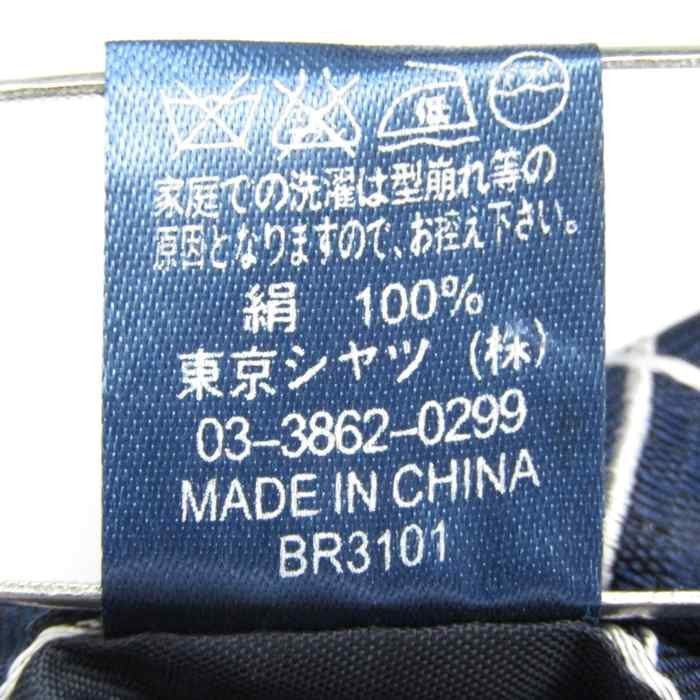 低
家庭での洗濯は型崩れ等の
原因となりますので、お控え下さい。
絹 100%
東京シャツ(株)
03-3862-0299
MADE IN CHINA
BR3101